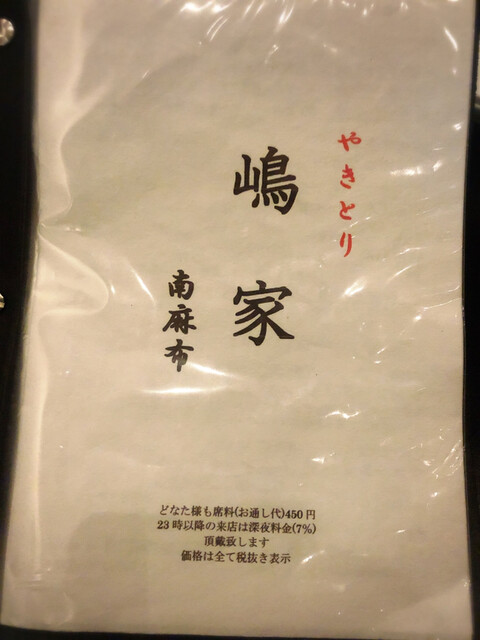 やきとり
嶋家
南麻布
どなた様も席料(お通し代)450円
23時以降の来店は深夜料金(7%)
頂戴致します
価格は全て税抜き表示